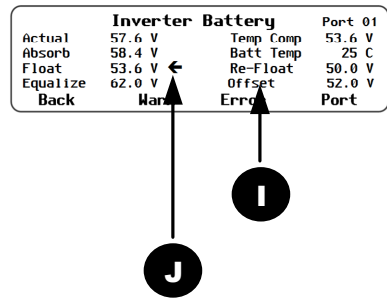 Inverter Battery Port 01
Actual 57.6 V Temp Comp 53.6 V
Absorb 58.4 V Batt Temp 25 C
Float 53.6 V ← Re-Float 50.0 V
Equalize 62.0 V Offset 52.0 V
Back Port
I
J